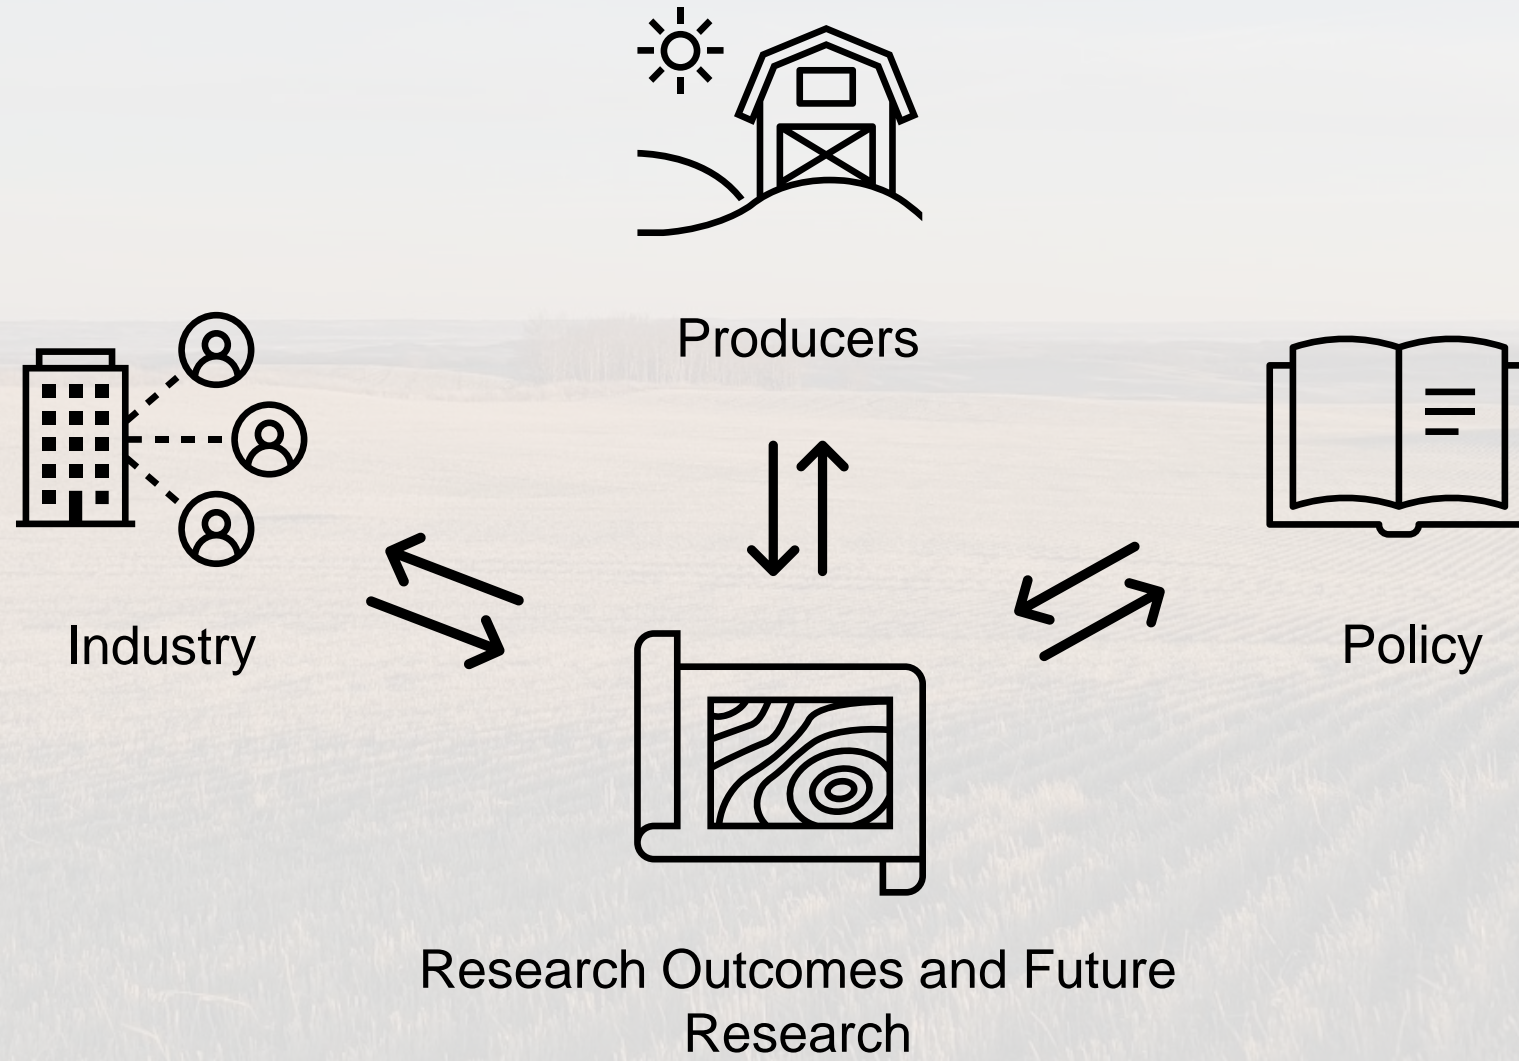 Producers
Industry
Policy
Research Outcomes and Future
Research